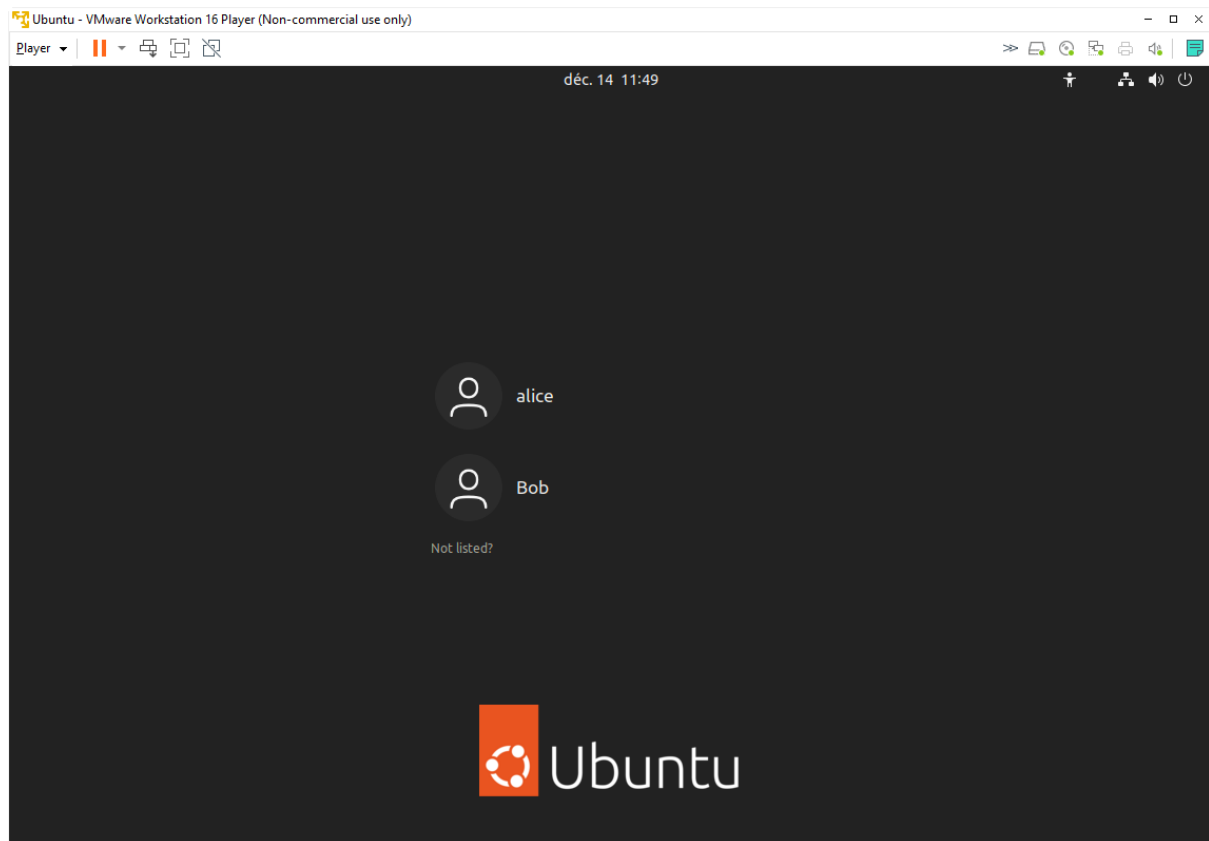 Ubuntu - VMware Workstation 16 Player (Non-commercial use only)
Player
déc. 14 11:49
alice
Bob
Not listed?
Ubuntu